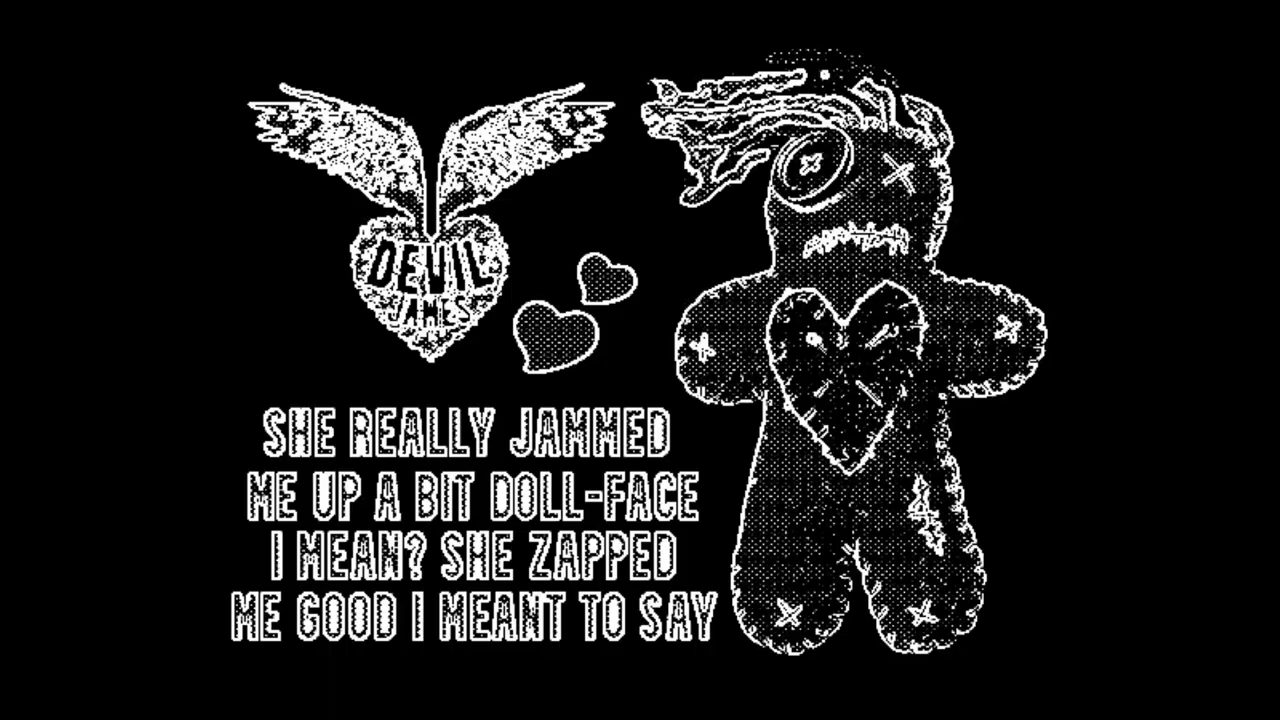 DEVIL
JAMES
SHE REALLY JAMMED
ME UP A BIT DOLL-FACE
I MEAN? SHE ZAPPED
ME GOOD I MEANT TO SAY